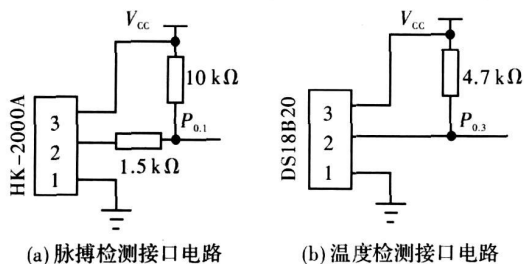 V_CC
10 kΩ
HK-2000A
3
2
1
P_0.1
1.5 kΩ
(a) 脉搏检测接口电路
V_CC
4.7 kΩ
DS18B20
3
2
1
P_0.3
(b) 温度检测接口电路